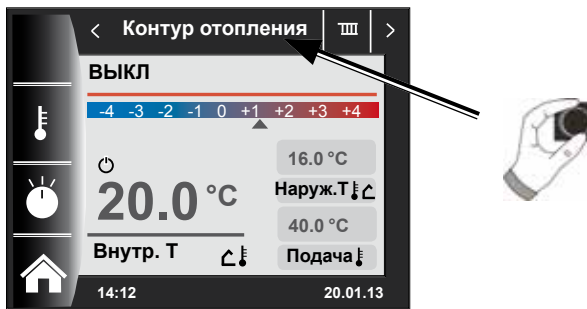 < Контур отопления >
ВЫКЛ
-4 -3 -2 -1 0 +1 +2 +3 +4
16.0 °C
20.0 °C
Наруж.Т
40.0 °C
Внутр. Т
Подача
14:12 20.01.13